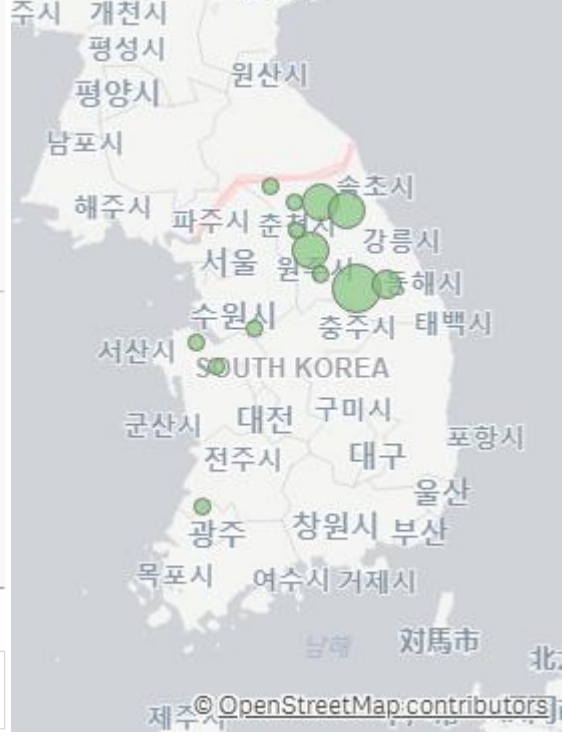 주시 개천시
평성시
원산시
평양시
남포시
해주시
속초시
파주시 춘천시
강릉시
서울 원주시
동해시
수원시
충주시 태백시
서산시
SOUTH KOREA
군산시 대전 구미시
포항시
전주시 대구
울산
광주 창원시 부산
목포시 여수시 거제시
남해 対馬市
北
제주시
© OpenStreetMap contributors